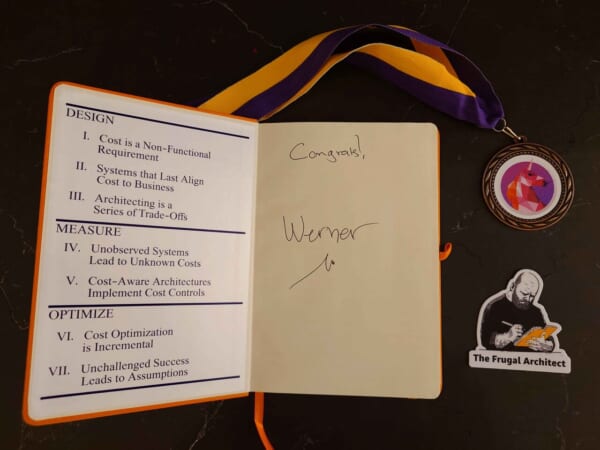 DESIGN
I. Cost is a Non-Functional
Requirement
II. Systems that Last Align
Cost to Business
III. Architecting is a
Series of Trade-Offs
MEASURE
IV. Unobserved Systems
Lead to Unknown Costs
V. Cost-Aware Architectures
Implement Cost Controls
OPTIMIZE
VI. Cost Optimization
is Incremental
VII. Unchallenged Success
Leads to Assumptions
Congrats!,
Werner
The Frugal Architect